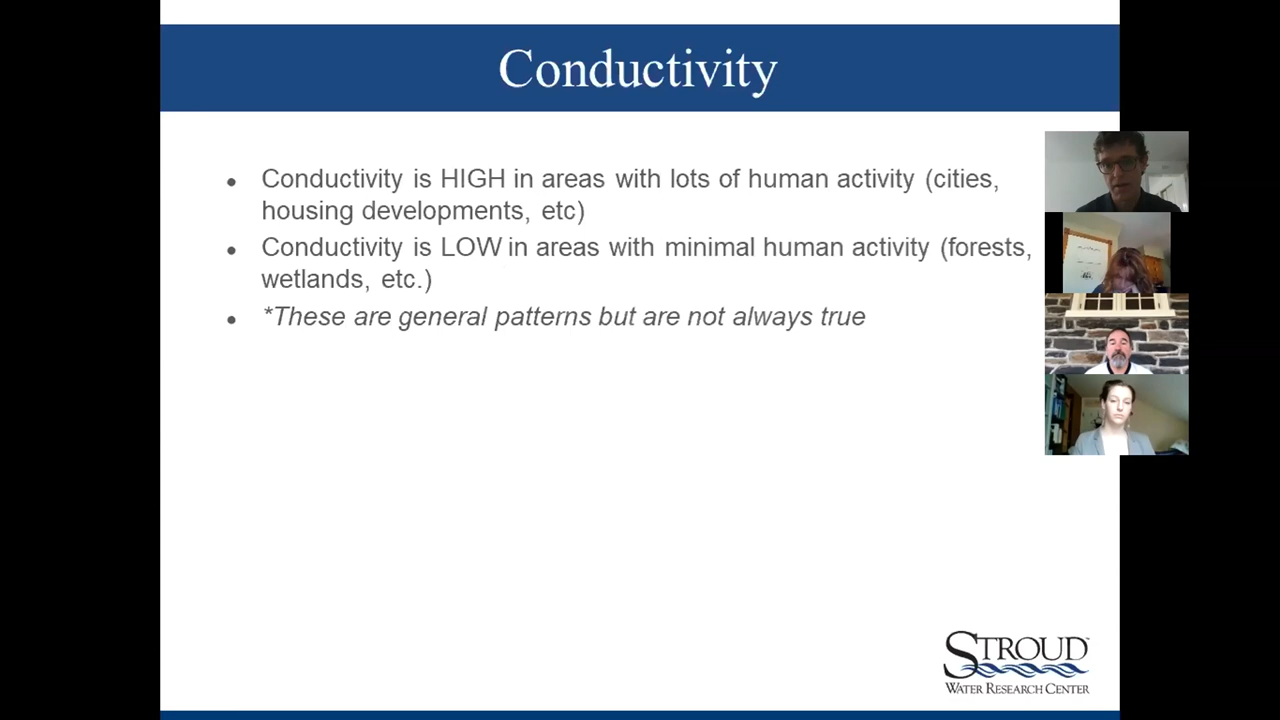 Conductivity
• Conductivity is HIGH in areas with lots of human activity (cities,
housing developments, etc)
• Conductivity is LOW in areas with minimal human activity (forests,
wetlands, etc.)
• *These are general patterns but are not always true
STROUD
WATER RESEARCH CENTER